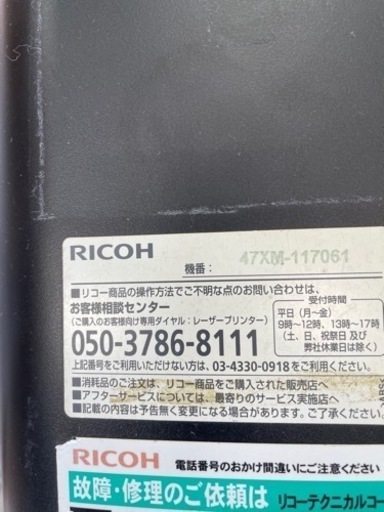 RICOH
機番： 47XM-117061
■リコー商品の操作方法でご不明な点のお問い合わせは、
お客様相談センター
（ご購入のお客様向け専用ダイヤル：レーザープリンター）
050-3786-8111
受付時間
平日（月〜金）
9時〜12時、13時〜17時
（土、日、祝祭日 及び
弊社休業日は除く）
上記番号をご利用いただけない方は、03-4330-0918をご利用ください。
■消耗品のご注文は、リコー商品をご購入された販売店へ
■アフターサービスについては、最寄りのサービス実施店へ
■記載の内容は予告無く変更になる場合があります。ご了承ください。
RICOH 電話番号のおかけ間違いにご注意ください
故障・修理のご依頼は リコーテクニカルコー